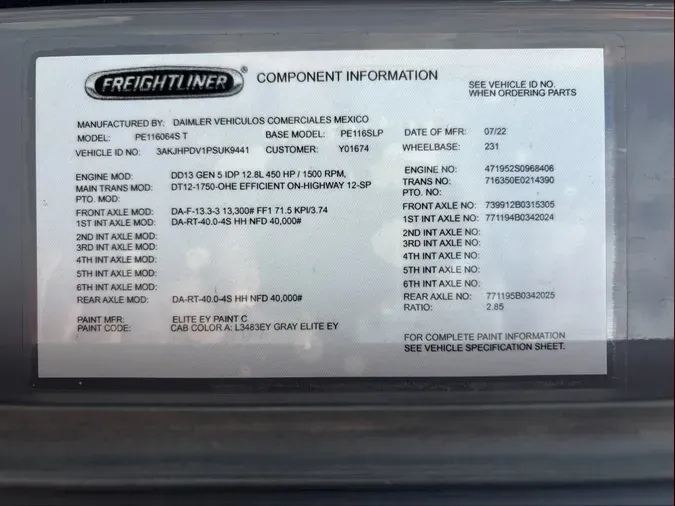 FREIGHTLINER® COMPONENT INFORMATION
SEE VEHICLE ID NO.
WHEN ORDERING PARTS
MANUFACTURED BY: DAIMLER VEHICULOS COMERCIALES MEXICO
MODEL: PE116064S T BASE MODEL: PE116SLP DATE OF MFR: 07/22
VEHICLE ID NO: 3AKJHPDV1PSUK9441 CUSTOMER: Y01674 WHEELBASE: 231
ENGINE MOD: DD13 GEN 5 IDP 12.8L 450 HP / 1500 RPM, ENGINE NO: 471952S0968406
MAIN TRANS MOD: DT12-1750-OHE EFFICIENT ON-HIGHWAY 12-SP TRANS NO: 716350E0214390
PTO. MOD: PTO. NO:
FRONT AXLE MOD: DA-F-13.3-3 13,300# FF1 71.5 KPI/3.74 FRONT AXLE NO: 739912B0315305
1ST INT AXLE MOD: DA-RT-40.0-4S HH NFD 40,000# 1ST INT AXLE NO: 771194B0342024
2ND INT AXLE MOD: 2ND INT AXLE NO:
3RD INT AXLE MOD: 3RD INT AXLE NO:
4TH INT AXLE MOD: 4TH INT AXLE NO:
5TH INT AXLE MOD: 5TH INT AXLE NO:
6TH INT AXLE MOD: 6TH INT AXLE NO:
REAR AXLE MOD: DA-RT-40.0-4S HH NFD 40,000# REAR AXLE NO: 771195B0342025
RATIO: 2.85
PAINT MFR: ELITE EY PAINT C
PAINT CODE: CAB COLOR A: L3483EY GRAY ELITE EY
FOR COMPLETE PAINT INFORMATION
SEE VEHICLE SPECIFICATION SHEET.